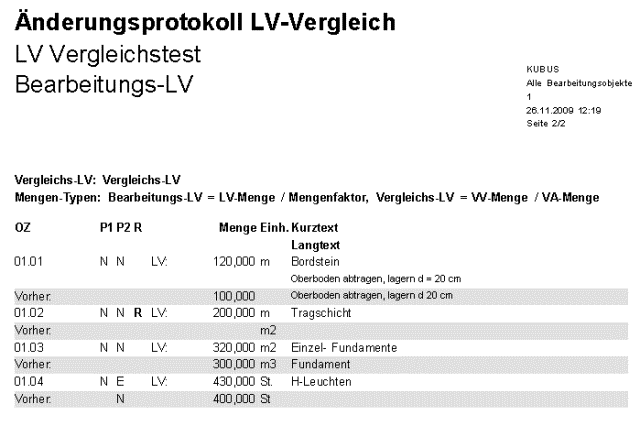 Änderungsprotokoll LV-Vergleich
LV Vergleichstest
Bearbeitungs-LV
KUBUS
Alle Bearbeitungsobjekte
1
26.11.2009 12:19
Seite 2/2
Vergleichs-LV: Vergleichs-LV
Mengen-Typen: Bearbeitungs-LV = LV-Menge / Mengenfaktor, Vergleichs-LV = VV-Menge / VA-Menge
OZ P1 P2 R Menge Einh. Kurztext
Langtext
01.01 N N LV: 120,000 m Bordstein
Oberboden abtragen, lagern d = 20 cm
Vorher: 100,000 Oberboden abtragen, lagern d 20 cm
01.02 N N R LV: 200,000 m Tragschicht
Vorher: m2
01.03 N N LV: 320,000 m2 Einzel- Fundamente
Vorher: 300,000 m3 Fundament
01.04 N E LV: 430,000 St. H-Leuchten
Vorher: N 400,000 St